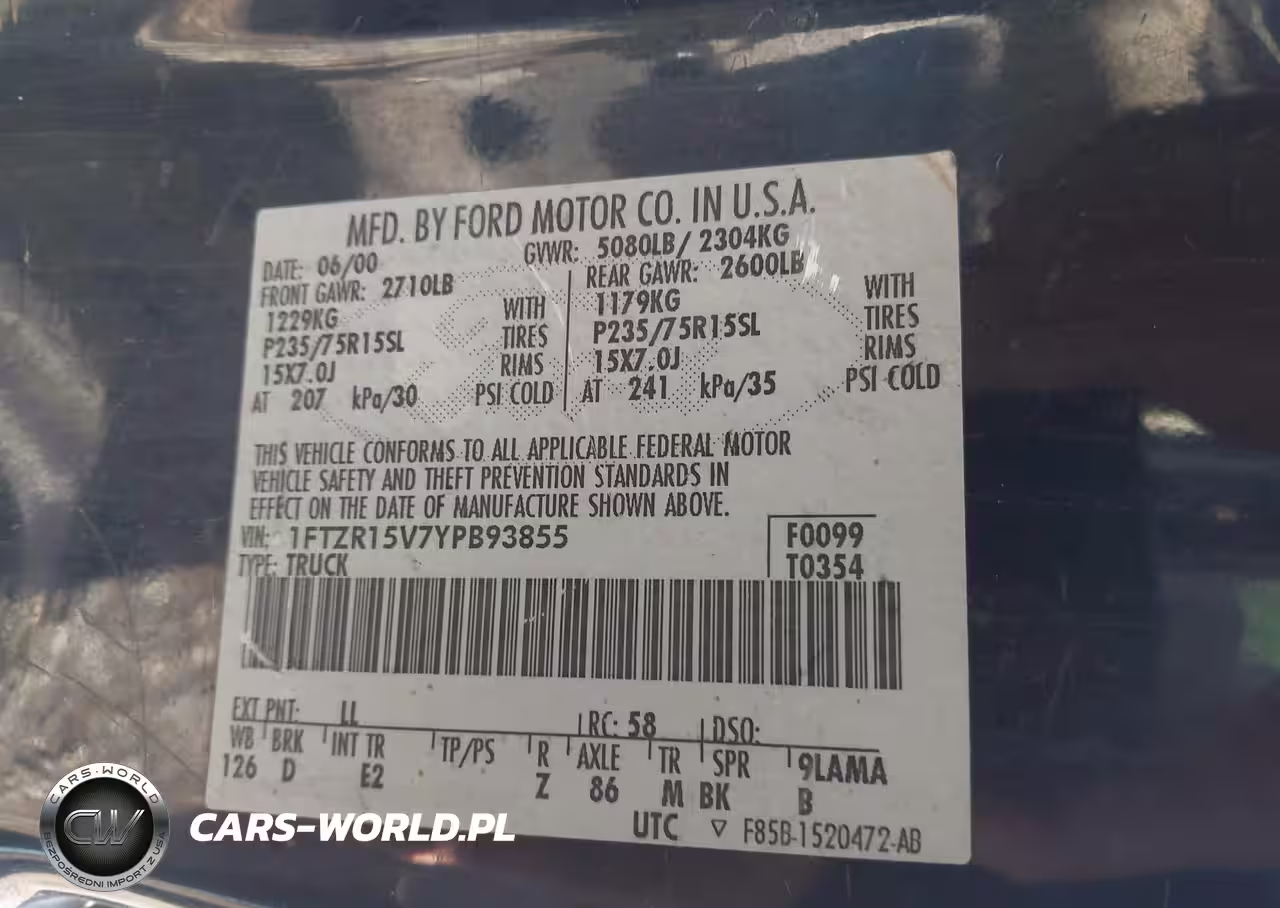 MFD. BY FORD MOTOR CO. IN U.S.A.
DATE: 06/00 GVWR: 5080LB/ 2304KG
FRONT GAWR: 2710LB REAR GAWR: 2600LB
1229KG WITH 1179KG WITH
P235/75R15SL TIRES P235/75R15SL TIRES
15X7.0J RIMS 15X7.0J RIMS
AT 207 kPa/30 PSI COLD AT 241 kPa/35 PSI COLD
THIS VEHICLE CONFORMS TO ALL APPLICABLE FEDERAL MOTOR
VEHICLE SAFETY AND THEFT PREVENTION STANDARDS IN
EFFECT ON THE DATE OF MANUFACTURE SHOWN ABOVE.
VIN: 1FTZR15V7YPB93855 F0099
TYPE: TRUCK T0354
EXT PNT: LL RC: 58 DSO:
WB BRK INT TR TP/PS R AXLE TR SPR 9LAMA
126 D E2 Z 86 M BK B
UTC ▽ F85B-1520472-AB
CARS-WORLD
CW
BEZPOŚREDNI IMPORT Z USA
CARS-WORLD.PL